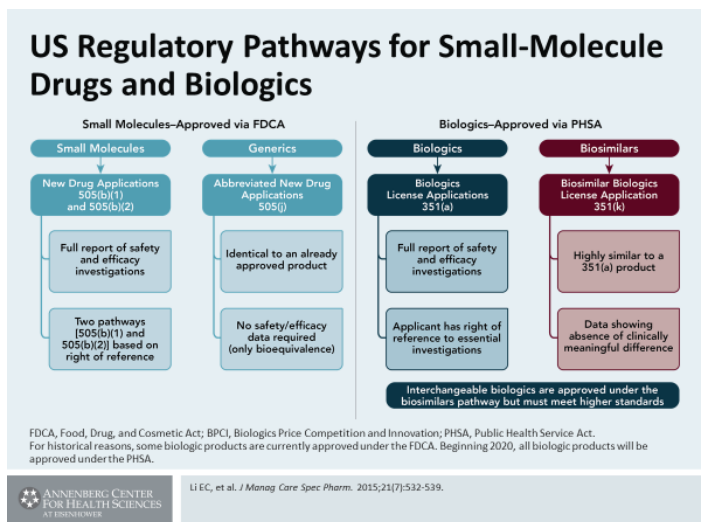 US Regulatory Pathways for Small-Molecule
Drugs and Biologics
Small Molecules–Approved via FDCA
Small Molecules
New Drug Applications
505(b)(1)
and 505(b)(2)
Full report of safety
and efficacy
investigations
Two pathways
[505(b)(1) and
505(b)(2)] based on
right of reference
Generics
Abbreviated New Drug
Applications
505(j)
Identical to an already
approved product
No safety/efficacy
data required
(only bioequivalence)
Biologics–Approved via PHSA
Biologics
Biologics
License Applications
351(a)
Full report of safety
and efficacy
investigations
Applicant has right of
reference to essential
investigations
Biosimilars
Biosimilar Biologics
License Application
351(k)
Highly similar to a
351(a) product
Data showing
absence of clinically
meaningful difference
Interchangeable biologics are approved under the
biosimilars pathway but must meet higher standards
FDCA, Food, Drug, and Cosmetic Act; BPCI, Biologics Price Competition and Innovation; PHSA, Public Health Service Act.
For historical reasons, some biologic products are currently approved under the FDCA. Beginning 2020, all biologic products will be
approved under the PHSA.
ANNENBERG CENTER
FOR HEALTH SCIENCES
AT EISENHOWER
Li EC, et al. J Manag Care Spec Pharm. 2015;21(7):532-539.